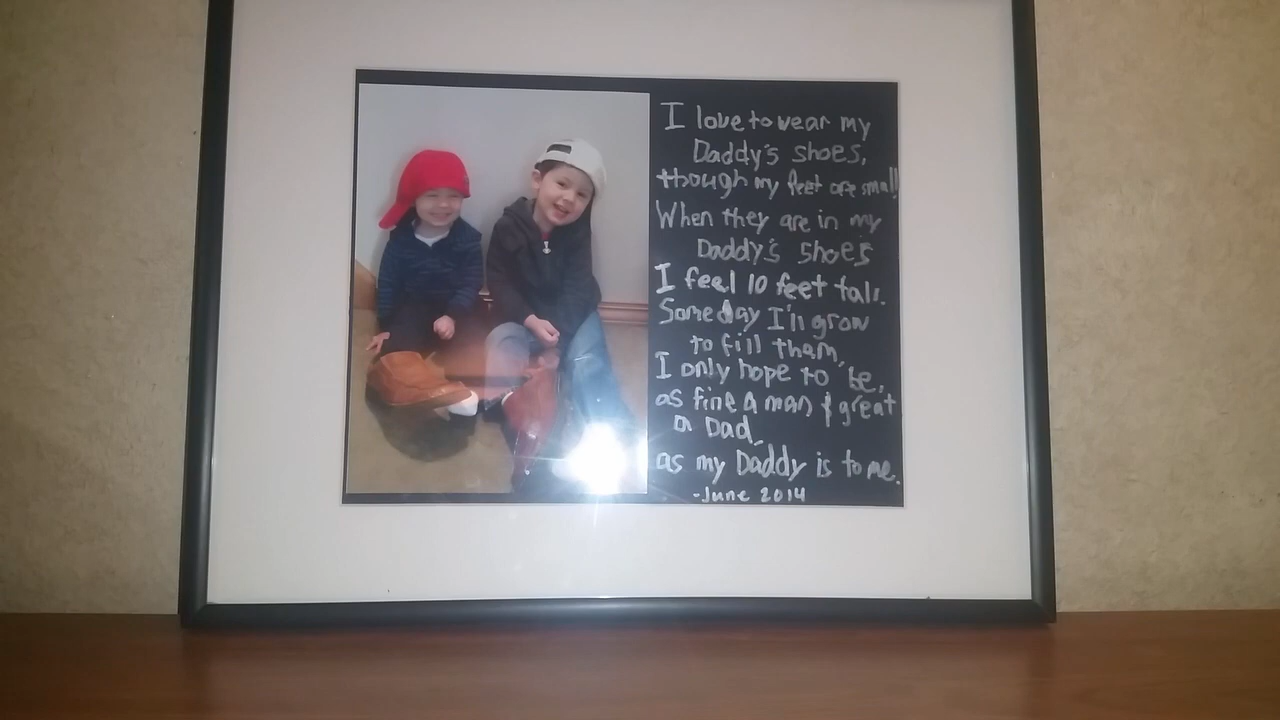 I love to wear my
Daddy's shoes,
though my feet are small
When they are in my
Daddy's shoes
I feel 10 feet tall.
Someday I'll grow
to fill them,
I only hope to be,
as fine a man & great
a Dad,
as my Daddy is to me.
-June 2014